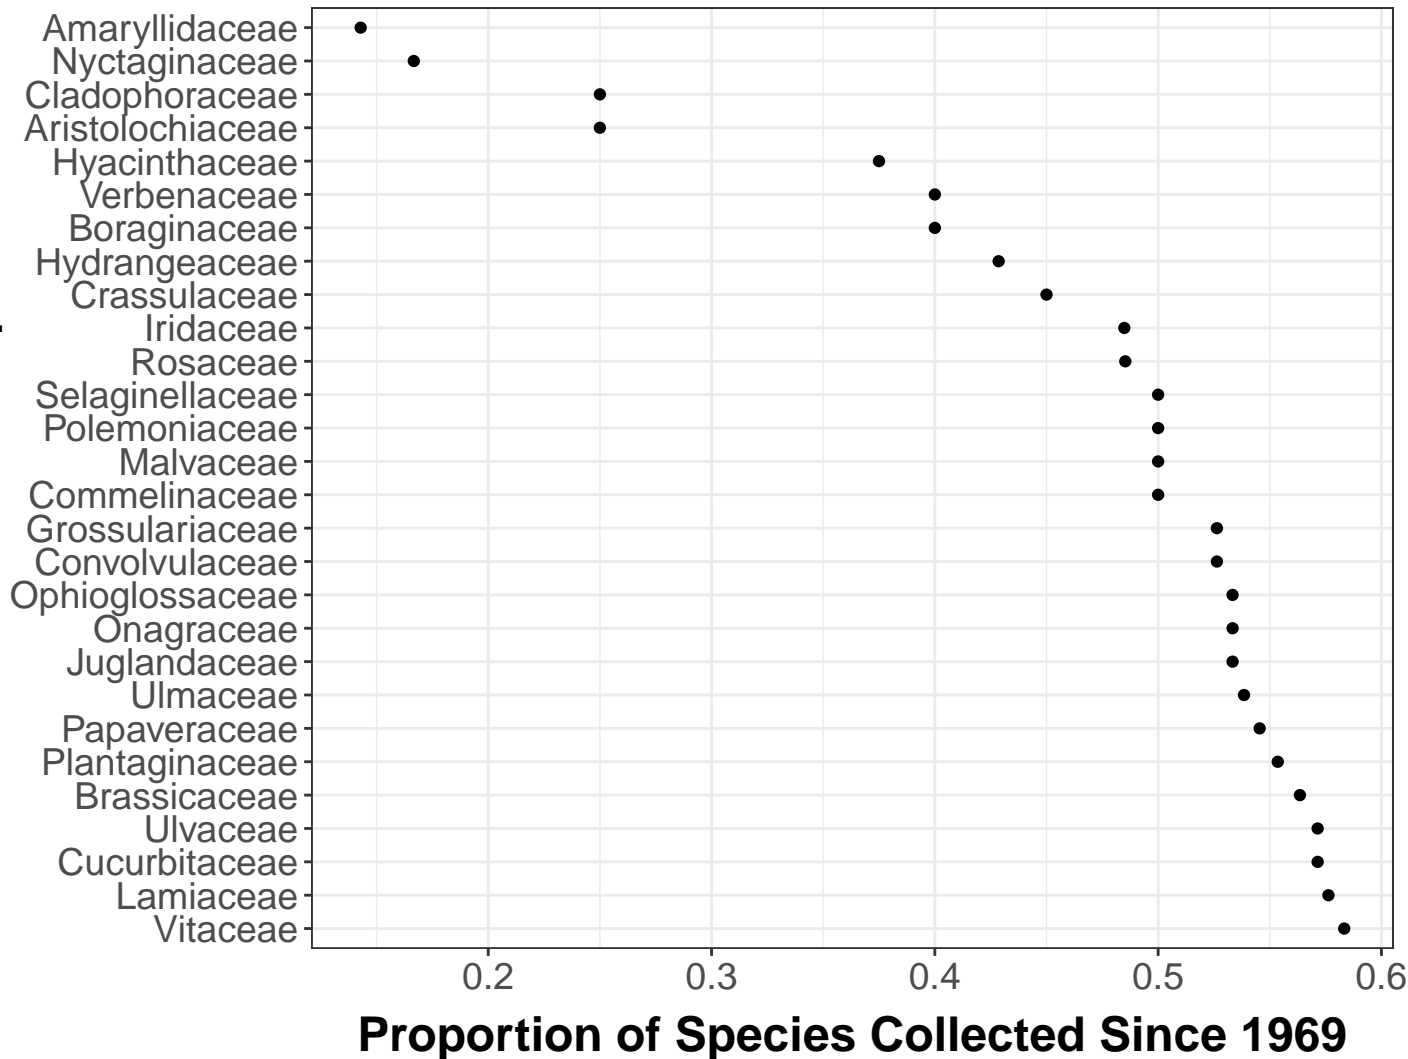 Amaryllidaceae
Nyctaginaceae
Cladophoraceae
Aristolochiaceae
Hyacinthaceae
Verbenaceae
Boraginaceae
Hydrangeaceae
Crassulaceae
Iridaceae
Rosaceae
Selaginellaceae
Polemoniaceae
Malvaceae
Commelinaceae
Grossulariaceae
Convolvulaceae
Ophioglossaceae
Onagraceae
Juglandaceae
Ulmaceae
Papaveraceae
Plantaginaceae
Brassicaceae
Ulvaceae
Cucurbitaceae
Lamiaceae
Vitaceae
0.2 0.3 0.4 0.5 0.6
Proportion of Species Collected Since 1969